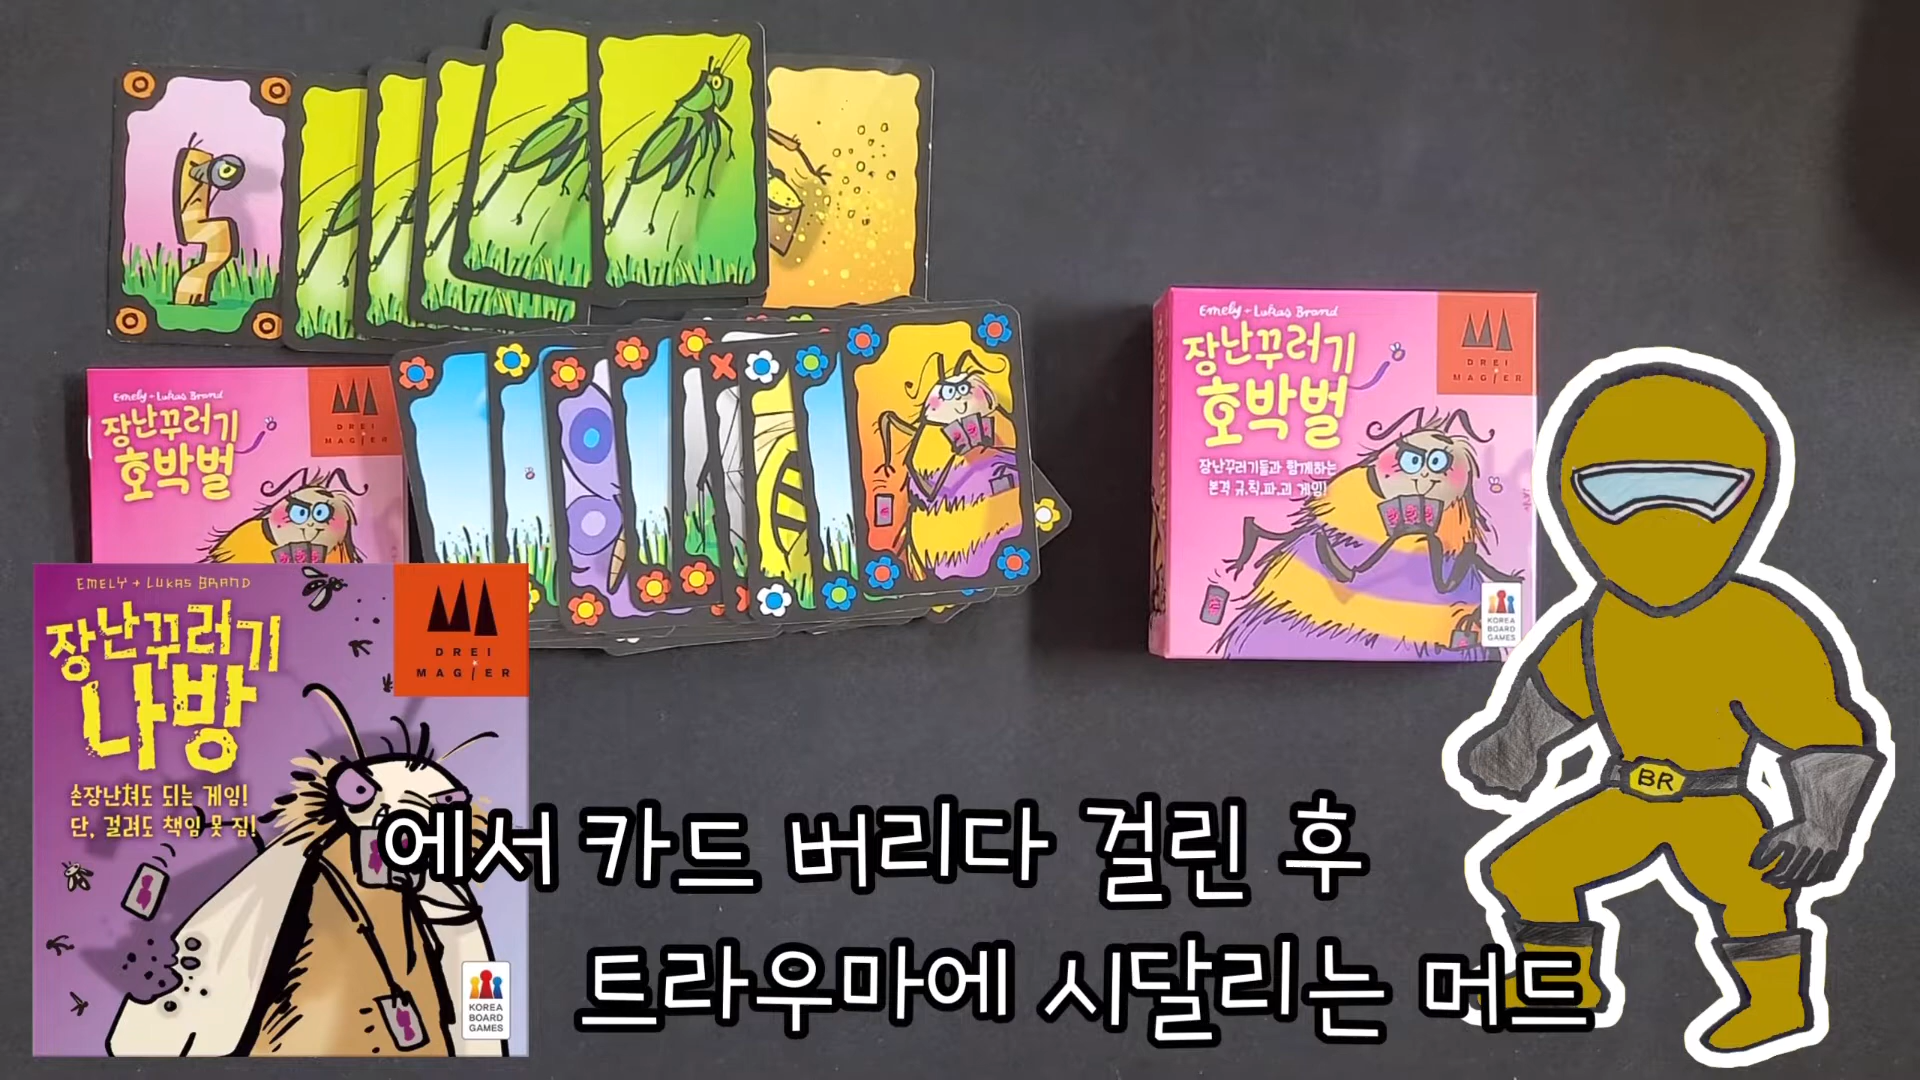 Emely + Lukas Brand
장난꾸러기
호박벌
DREI
MAGIER
Emely + Lukas Brand
장난꾸러기
호박벌
장난꾸러기들과 함께하는
본격 규.칙.파.괴 게임!
DREI
MAGIER
KOREA
BOARD
GAMES
EMELY + LUKAS BRAND
장난꾸러기
나방
손장난쳐도 되는 게임!
단, 걸려도 책임 못 짐!
DREI
MAGIER
KOREA
BOARD
GAMES
BR
에서 카드 버리다 걸린 후
트라우마에 시달리는 머드